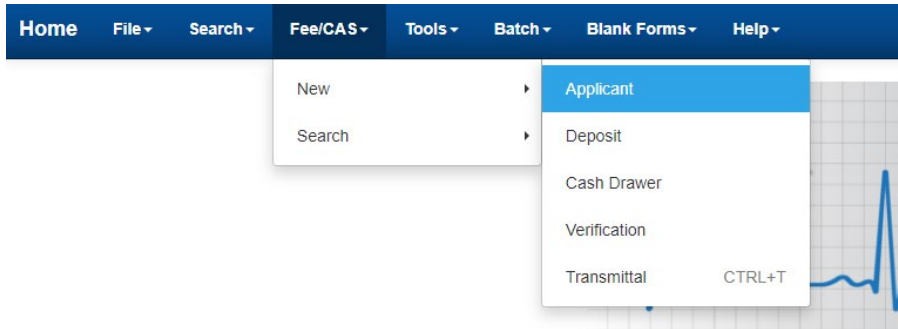 Home File Search Fee/CAS Tools Batch Blank Forms Help
New
Search
Applicant
Deposit
Cash Drawer
Verification
Transmittal CTRL+T